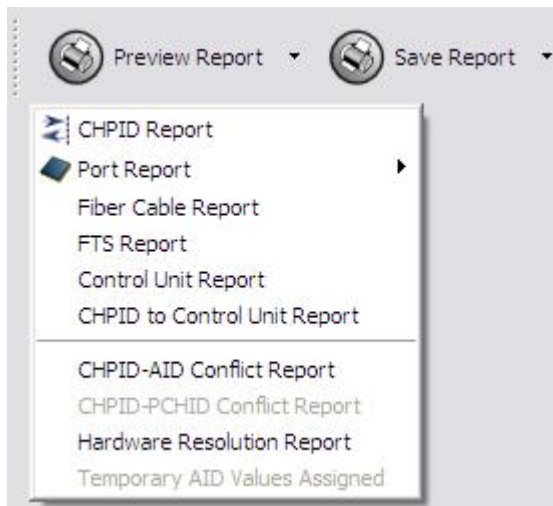 Preview Report Save Report
CHPID Report
Port Report
Fiber Cable Report
FTS Report
Control Unit Report
CHPID to Control Unit Report
CHPID-AID Conflict Report
CHPID-PCHID Conflict Report
Hardware Resolution Report
Temporary AID Values Assigned